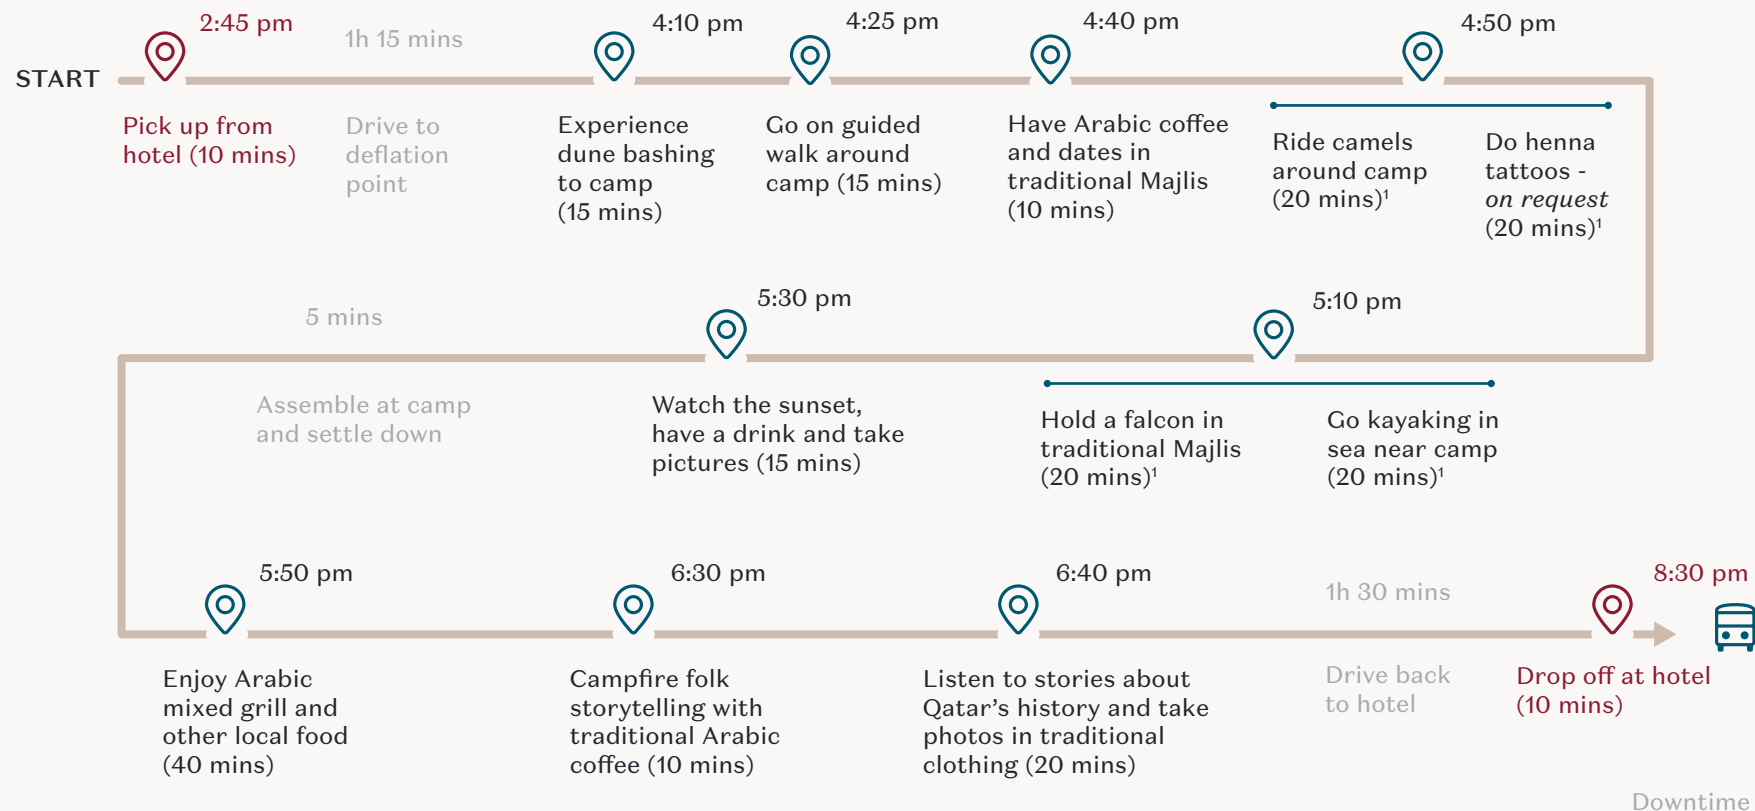 START
2:45 pm
1h 15 mins
4:10 pm
4:25 pm
4:40 pm
4:50 pm
Pick up from
hotel (10 mins)
Drive to
deflation
point
Experience
dune bashing
to camp
(15 mins)
Go on guided
walk around
camp (15 mins)
Have Arabic coffee
and dates in
traditional Majlis
(10 mins)
Ride camels
around camp
(20 mins)¹
Do henna
tattoos -
on request
(20 mins)¹
5:10 pm
Hold a falcon in
traditional Majlis
(20 mins)¹
Go kayaking in
sea near camp
(20 mins)¹
5:30 pm
Watch the sunset,
have a drink and take
pictures (15 mins)
5 mins
Assemble at camp
and settle down
5:50 pm
Enjoy Arabic
mixed grill and
other local food
(40 mins)
6:30 pm
Campfire folk
storytelling with
traditional Arabic
coffee (10 mins)
6:40 pm
Listen to stories about
Qatar’s history and take
photos in traditional
clothing (20 mins)
1h 30 mins
Drive back
to hotel
8:30 pm
Drop off at hotel
(10 mins)
Downtime